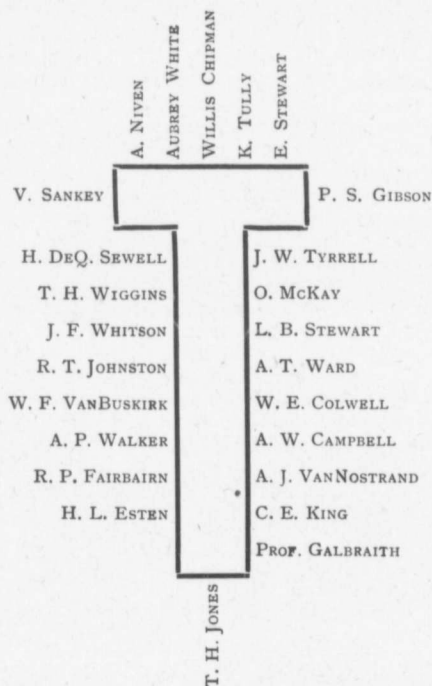 A. NIVEN
AUBREY WHITE
WILLIS CHIPMAN
K. TULLY
E. STEWART
V. SANKEY
P. S. GIBSON
H. DEQ. SEWELL
J. W. TYRRELL
T. H. WIGGINS
O. MCKAY
J. F. WHITSON
L. B. STEWART
R. T. JOHNSTON
A. T. WARD
W. F. VANBUSKIRK
W. E. COLWELL
A. P. WALKER
A. W. CAMPBELL
R. P. FAIRBAIRN
A. J. VANNOSTRAND
H. L. ESTEN
C. E. KING
PROF. GALBRAITH
T. H. JONES